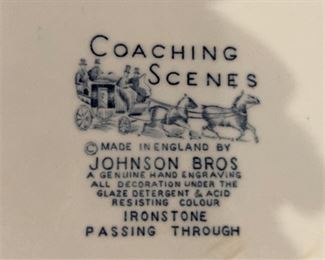 COACHING
SCENES
© MADE IN ENGLAND BY
JOHNSON BROS
A GENUINE HAND ENGRAVING
ALL DECORATION UNDER THE
GLAZE DETERGENT & ACID
RESISTING COLOUR
IRONSTONE
PASSING THROUGH